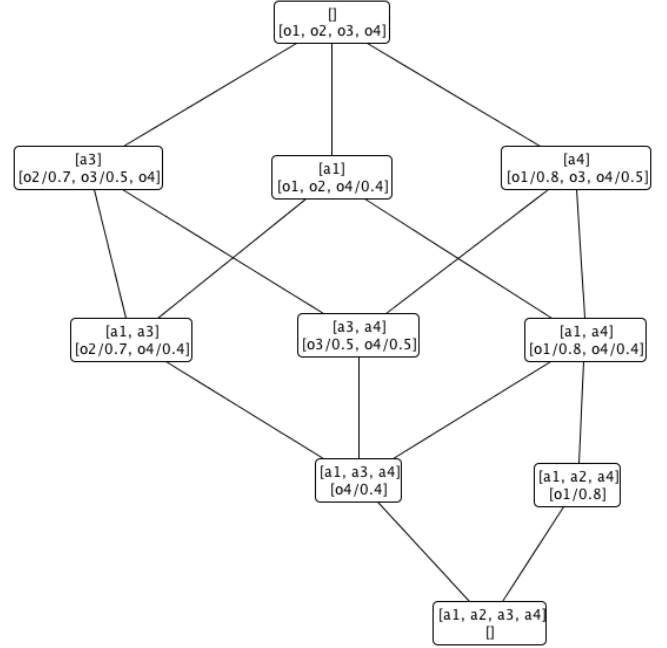 []
[o1, o2, o3, o4]
[a3]
[o2/0.7, o3/0.5, o4]
[a1]
[o1, o2, o4/0.4]
[a4]
[o1/0.8, o3, o4/0.5]
[a1, a3]
[o2/0.7, o4/0.4]
[a3, a4]
[o3/0.5, o4/0.5]
[a1, a4]
[o1/0.8, o4/0.4]
[a1, a3, a4]
[o4/0.4]
[a1, a2, a4]
[o1/0.8]
[a1, a2, a3, a4]
[]